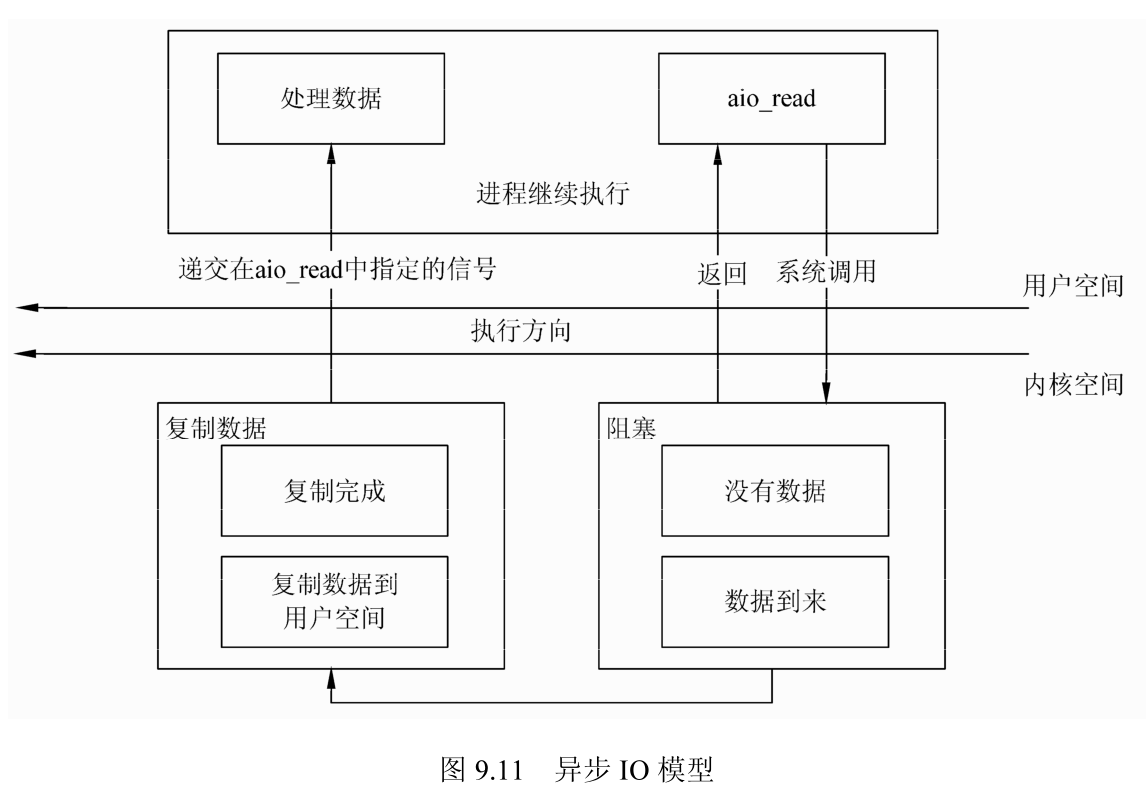 处理数据
aio_read
进程继续执行
递交在aio_read中指定的信号
返回
系统调用
用户空间
执行方向
内核空间
复制数据
阻塞
复制完成
没有数据
复制数据到
用户空间
数据到来
图 9.11 异步 IO 模型